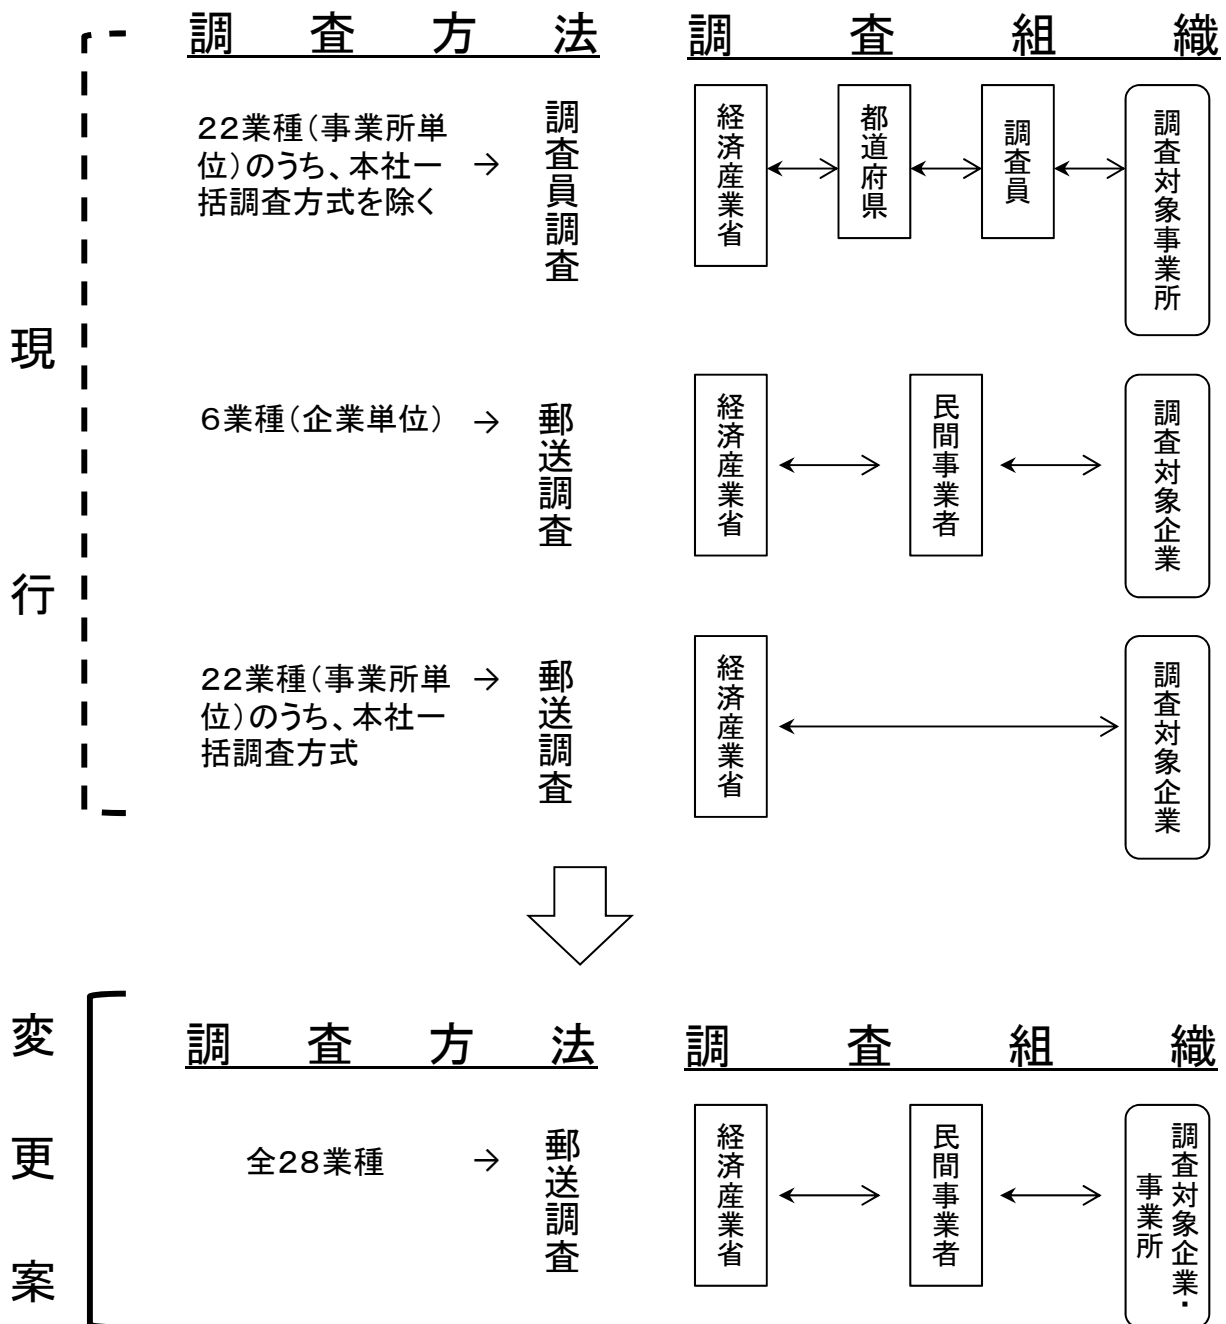 調査方法
調査組織
現行
22業種(事業所単
位)のうち、本社一
括調査方式を除く
→
調査員調査
経済産業省
都道府県
調査員
調査対象事業所
6業種(企業単位)
→
郵送調査
経済産業省
民間事業者
調査対象企業
22業種(事業所単
位)のうち、本社一
括調査方式
→
郵送調査
経済産業省
調査対象企業
変更案
調査方法
調査組織
全28業種
→
郵送調査
経済産業省
民間事業者
調査対象企業・
事業所